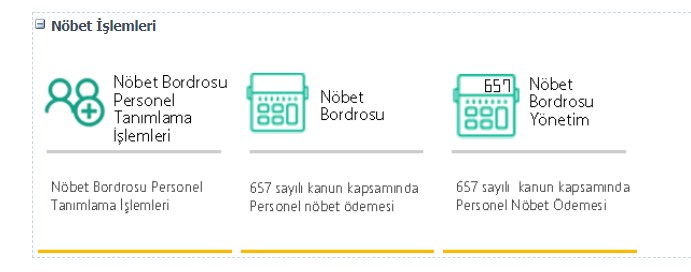 Nöbet İşlemleri
Nöbet Bordrosu
Personel
Tanımlama
İşlemleri
Nöbet
Bordrosu
657
Nöbet
Bordrosu
Yönetim
Nöbet Bordrosu Personel
Tanımlama İşlemleri
657 sayılı kanun kapsamında
Personel nöbet ödemesi
657 sayılı kanun kapsamında
Personel Nöbet Ödemesi